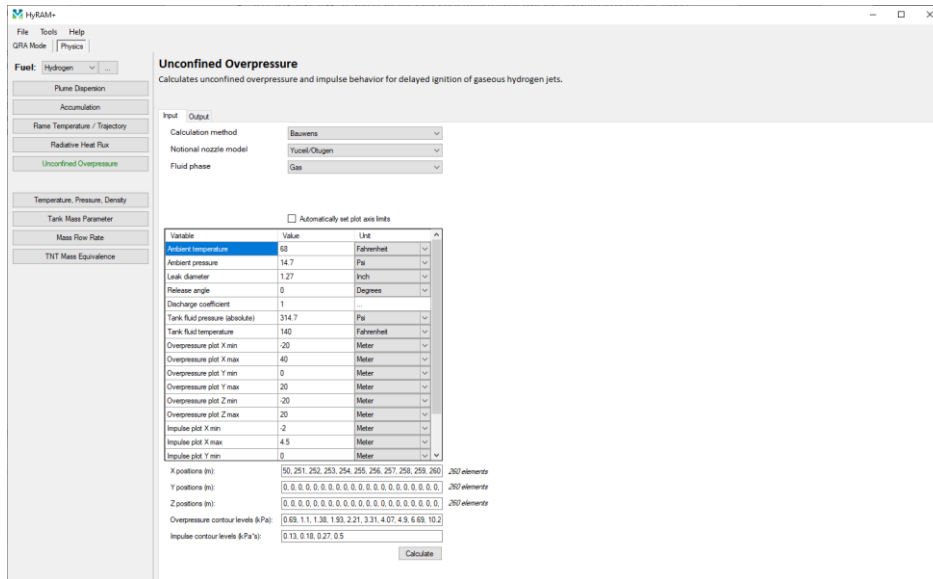 HyRAM+
File Tools Help
QRA Mode Physics
Fuel: Hydrogen ...
Plume Dispersion
Accumulation
Flame Temperature / Trajectory
Radiative Heat Flux
Unconfined Overpressure
Temperature, Pressure, Density
Tank Mass Parameter
Mass Flow Rate
TNT Mass Equivalence
Unconfined Overpressure
Calculates unconfined overpressure and impulse behavior for delayed ignition of gaseous hydrogen jets.
Input Output
Calculation method Bauwens
Notional nozzle model Yuceil/Otugen
Fluid phase Gas
Automatically set plot axis limits
Variable Value Unit
Ambient temperature 68 Fahrenheit
Ambient pressure 14.7 Psi
Leak diameter 1.27 Inch
Release angle 0 Degrees
Discharge coefficient 1 ...
Tank fluid pressure (absolute) 314.7 Psi
Tank fluid temperature 140 Fahrenheit
Overpressure plot X min -20 Meter
Overpressure plot X max 40 Meter
Overpressure plot Y min 0 Meter
Overpressure plot Y max 20 Meter
Overpressure plot Z min -20 Meter
Overpressure plot Z max 20 Meter
Impulse plot X min -2 Meter
Impulse plot X max 4.5 Meter
Impulse plot Y min 0 Meter
X positions (m): 50, 251, 252, 253, 254, 255, 256, 257, 258, 259, 260 260 elements
Y positions (m): 0, 0, 0, 0, 0, 0, 0, 0, 0, 0, 0, 0, 0, 0, 0, 0, 0, 0, 0, 0, 0, 260 elements
Z positions (m): 0, 0, 0, 0, 0, 0, 0, 0, 0, 0, 0, 0, 0, 0, 0, 0, 0, 0, 0, 0, 0, 260 elements
Overpressure contour levels (kPa): 0.69, 1.1, 1.38, 1.93, 2.21, 3.31, 4.07, 4.9, 6.69, 10.2
Impulse contour levels (kPa*s): 0.13, 0.18, 0.27, 0.5
Calculate